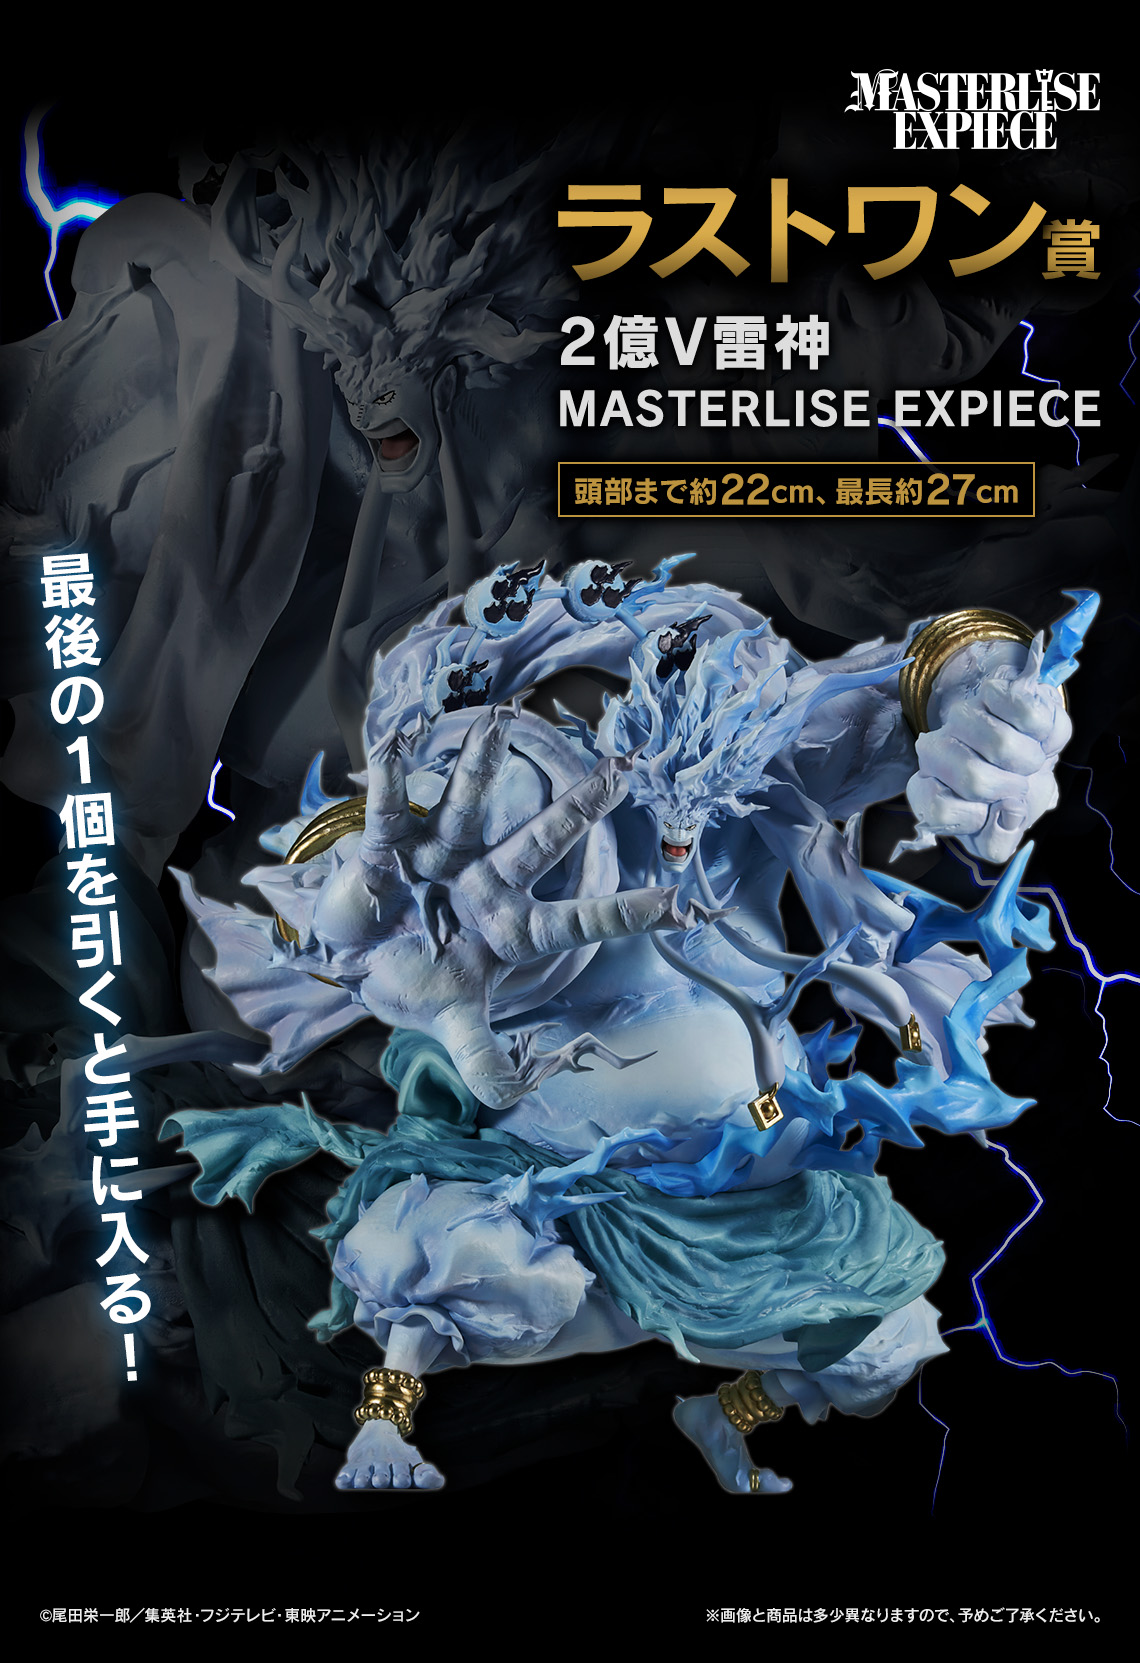 MASTERLISE
EXPIECE
ラストワン賞
2億V雷神
MASTERLISE EXPIECE
頭部まで約22cm、最長約27cm
最後の1個を引くと手に入る！
©尾田栄一郎／集英社・フジテレビ・東映アニメーション
※画像と商品は多少異なりますので、予めご了承ください。